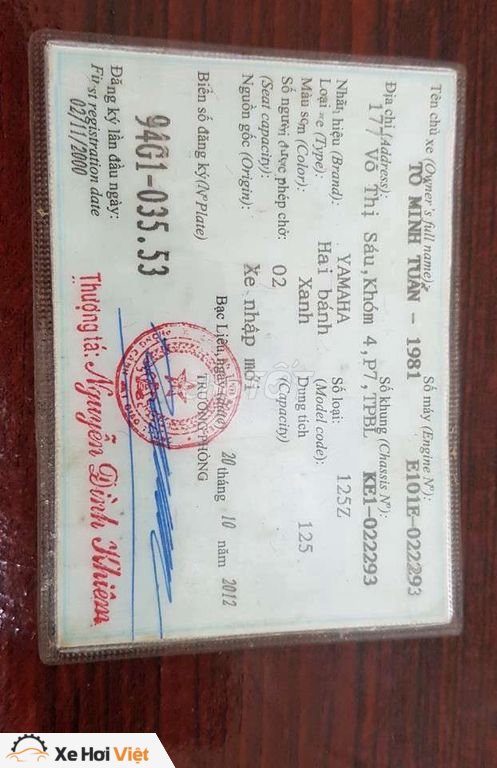 Tên chủ xe (Owner's full name): Số máy (Engine Nº):
TÔ MINH TUẤN - 1981 E101E-022293
Địa chỉ (Address): Số khung (Chassis Nº):
177 Võ Thị Sáu,Khóm 4,P7,TPBL KE1-022293
Nhãn hiệu (Brand): YAMAHA Số loại: 125Z
Loại xe (Type): Hai bánh (Model code):
Màu sơn (Color): Xanh Dung tích 125
Số người được phép chở: 02 (Capacity)
(Seat capacity):
Nguồn gốc (Origin): Xe nhập mới
Bạc Liêu, ngày (date) 20 tháng 10 năm 2012
Biển số đăng ký(NºPlate) TRƯỞNG PHÒNG
94G1-035.53
Đăng ký lần đầu ngày:
First registration date
02/11/2000
Thượng tá: Nguyễn Đình Khiêm
Xe Hơi Việt